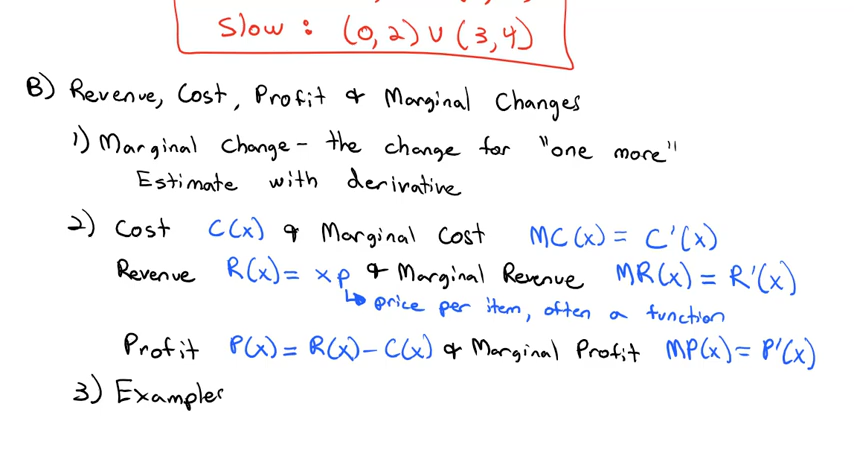 Slow : (0, 2) ∪ (3, 4)
B) Revenue, Cost, Profit & Marginal Changes
1) Marginal Change - the change for "one more"
Estimate with derivative
2) Cost C(x) & Marginal Cost MC(x) = C'(x)
Revenue R(x) = xp & Marginal Revenue MR(x) = R'(x)
↳ price per item, often a function
Profit P(x) = R(x) - C(x) & Marginal Profit MP(x) = P'(x)
3) Examples